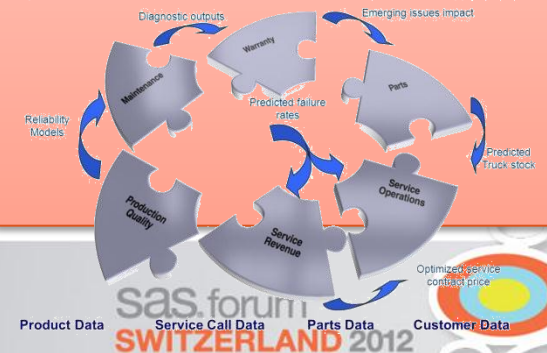 Diagnostic outputs
Emerging issues impact
Warranty
Maintenance
Parts
Predicted failure
rates
Reliability
Models
Predicted
Truck stock
Service
Operations
Production
Quality
Service
Revenue
Optimized service
contract price
sas.forum
Product Data Service Call Data Parts Data Customer Data
SWITZERLAND 2012